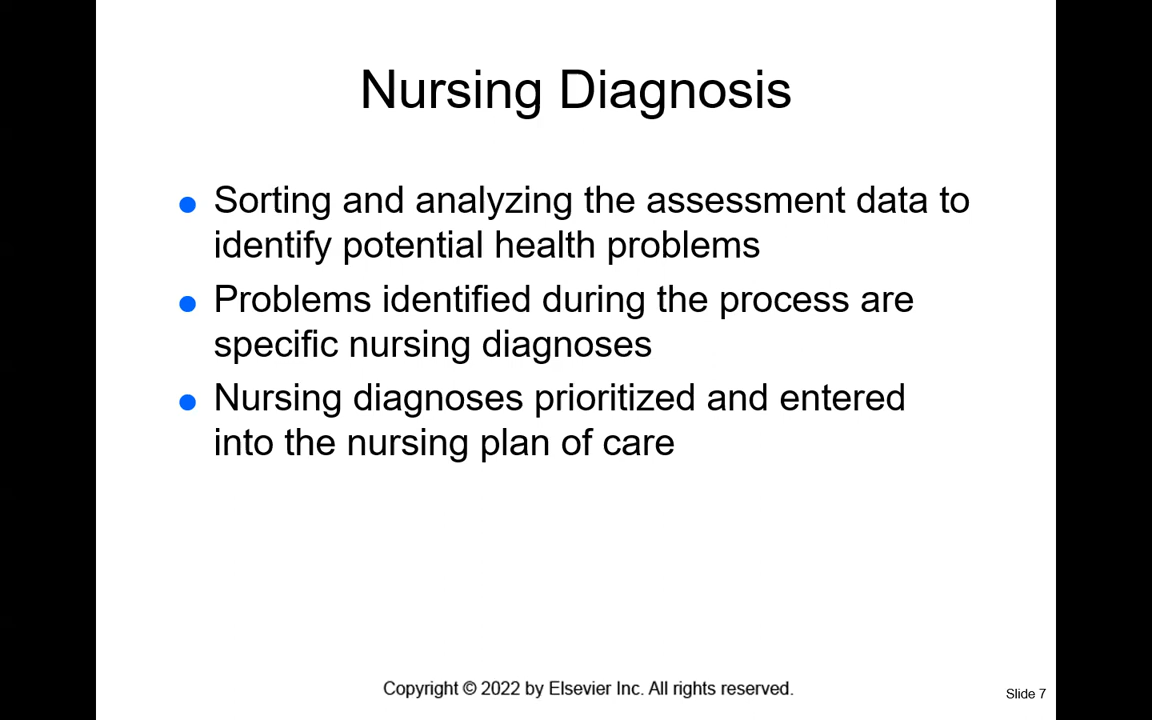 Nursing Diagnosis
● Sorting and analyzing the assessment data to
identify potential health problems
● Problems identified during the process are
specific nursing diagnoses
● Nursing diagnoses prioritized and entered
into the nursing plan of care
Copyright © 2022 by Elsevier Inc. All rights reserved.
Slide 7